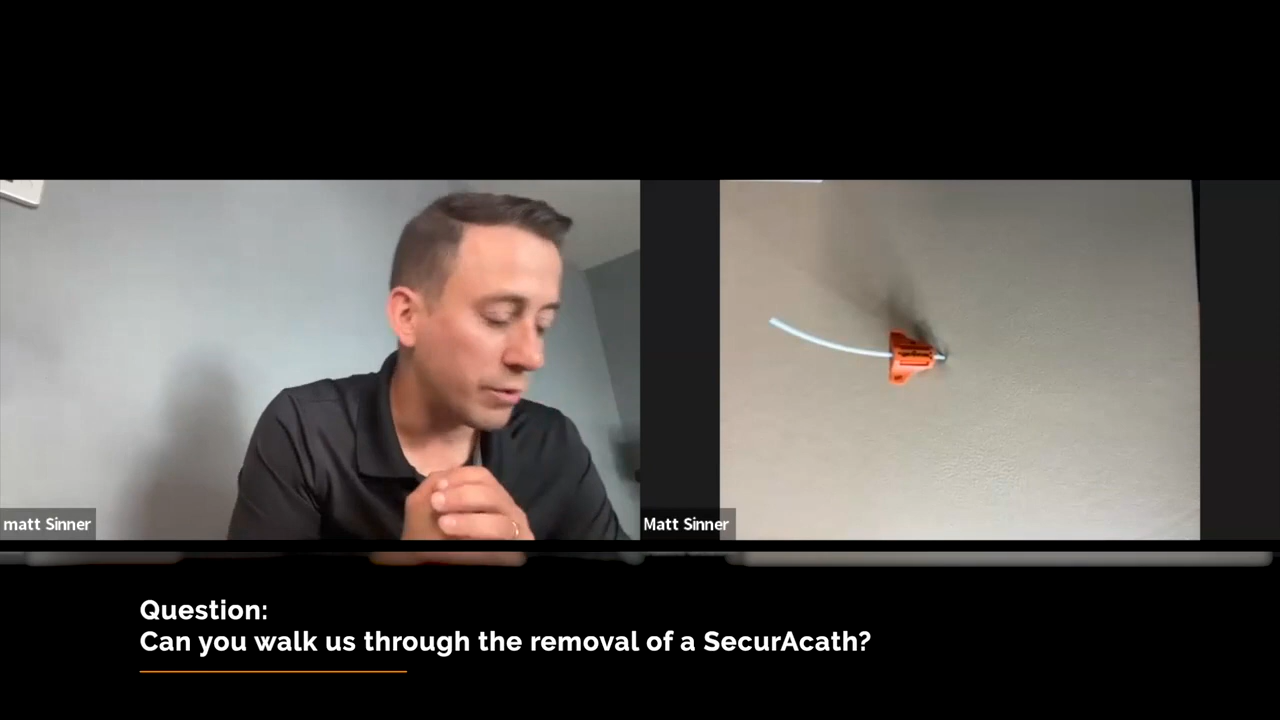 matt Sinner
Matt Sinner
Question:
Can you walk us through the removal of a SecurAcath?